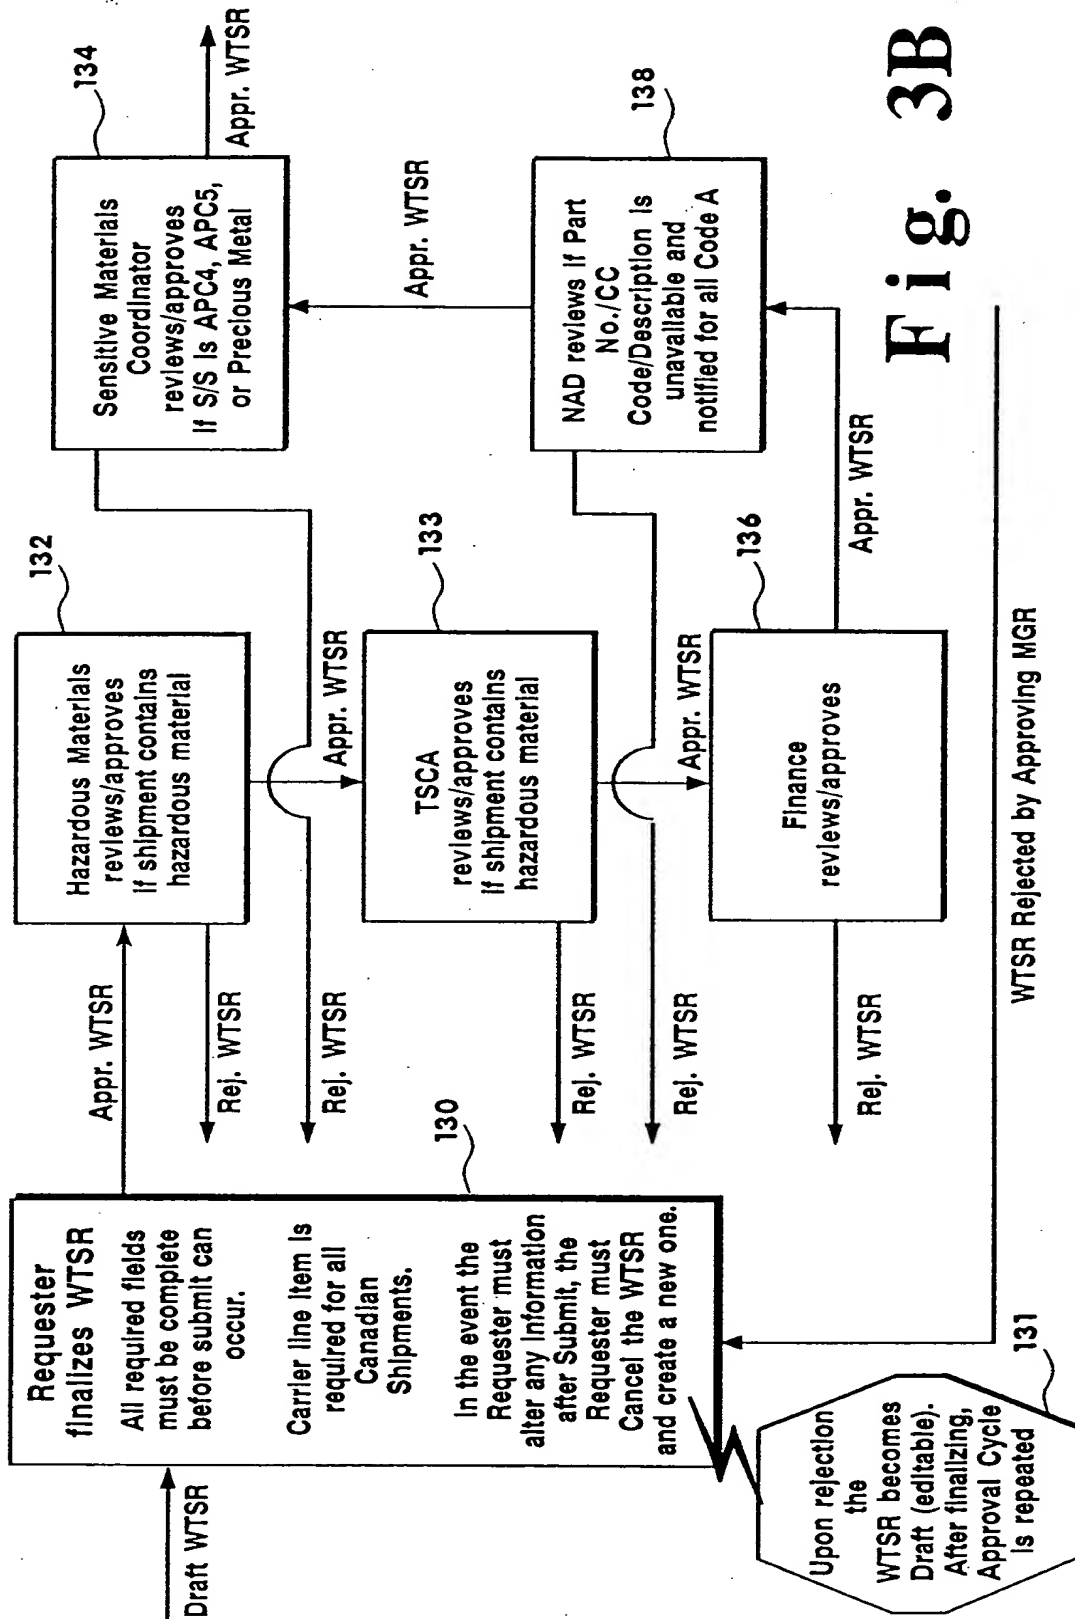 Draft WTSR
Requester
finalizes WTSR
All required fields
must be complete
before submit can
occur.
Carrier line item is
required for all
Canadian
Shipments.
In the event the
Requester must
alter any information
after Submit, the
Requester must
Cancel the WTSR
and create a new one.
130
Upon rejection
the
WTSR becomes
Draft (editable).
After finalizing,
Approval Cycle
is repeated
131
Appr. WTSR
Rej. WTSR
Rej. WTSR
Rej. WTSR
Rej. WTSR
Rej. WTSR
Hazardous Materials
reviews/approves
if shipment contains
hazardous material
132
Appr. WTSR
TSCA
reviews/approves
if shipment contains
hazardous material
133
Appr. WTSR
Finance
reviews/approves
136
Appr. WTSR
WTSR Rejected by Approving MGR
Sensitive Materials
Coordinator
reviews/approves
if S/S is APC4, APC5,
or Precious Metal
134
Appr. WTSR
Appr. WTSR
NAD reviews if Part
No./CC
Code/Description is
unavailable and
notified for all Code A
138
Fig. 3B